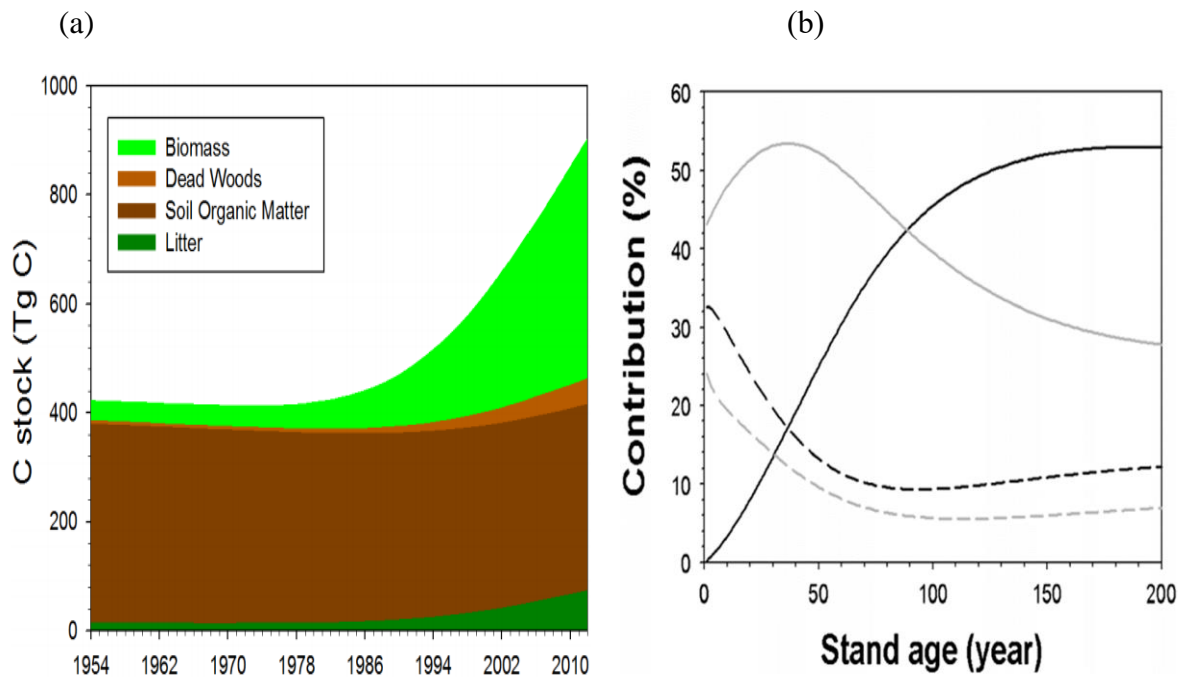 (a)
(b)
C stock (Tg C)
1000
800
600
400
200
0
Biomass
Dead Woods
Soil Organic Matter
Litter
1954 1962 1970 1978 1986 1994 2002 2010
Contribution (%)
60
50
40
30
20
10
0
0 50 100 150 200
Stand age (year)